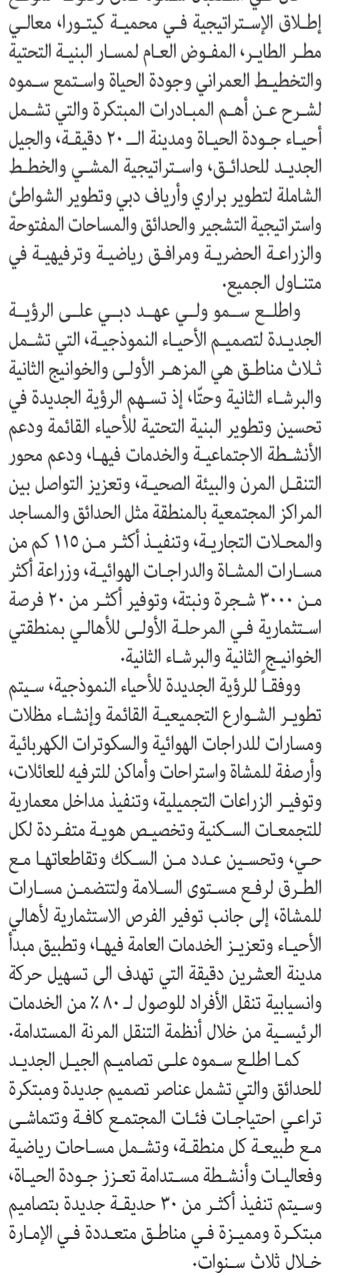 إطلاق الإستراتيجية في محمية كيتورا، معالي
مطر الطاير، المفوض العام لمسار البنية التحتية
والتخطيط العمراني وجودة الحياة واستمع سموه
لشرح عن أهم المبادرات المبتكرة والتي تشمل
أحياء جودة الحياة ومدينة الـ ٢٠ دقيقة، والجيل
الجديد للحدائق، واستراتيجية المشي والخطط
الشاملة لتطوير براري وأرياف دبي وتطوير الشواطئ
واستراتيجية التشجير والحدائق والمساحات المفتوحة
والزراعة الحضرية ومرافق رياضية وترفيهية في
متناول الجميع.
واطلع سمو ولي عهد دبي على الرؤية
الجديدة لتصميم الأحياء النموذجية، التي تشمل
ثلاث مناطق هي المزهر الأولى والخوانيج الثانية
والبرشاء الثانية وحتّا، إذ تسهم الرؤية الجديدة في
تحسين وتطوير البنية التحتية للأحياء القائمة ودعم
الأنشطة الاجتماعية والخدمات فيها، ودعم محور
التنقل المرن والبيئة الصحية، وتعزيز التواصل بين
المراكز المجتمعية بالمنطقة مثل الحدائق والمساجد
والمحلات التجارية، وتنفيذ أكثر من ١١٥ كم من
مسارات المشاة والدراجات الهوائية، وزراعة أكثر
من ٣٠٠٠ شجرة ونبتة، وتوفير أكثر من ٢٠ فرصة
استثمارية في المرحلة الأولى للأهالي بمنطقتي
الخوانيج الثانية والبرشاء الثانية.
ووفقاً للرؤية الجديدة للأحياء النموذجية، سيتم
تطوير الشوارع التجميعية القائمة وإنشاء مظلات
ومسارات للدراجات الهوائية والسكوترات الكهربائية
وأرصفة للمشاة واستراحات وأماكن للترفيه للعائلات،
وتوفير الزراعات التجميلية، وتنفيذ مداخل معمارية
للتجمعات السكنية وتخصيص هوية متفردة لكل
حي، وتحسين عدد من السكك وتقاطعاتها مع
الطرق لرفع مستوى السلامة ولتتضمن مسارات
للمشاة، إلى جانب توفير الفرص الاستثمارية لأهالي
الأحياء وتعزيز الخدمات العامة فيها، وتطبيق مبدأ
مدينة العشرين دقيقة التي تهدف الى تسهيل حركة
وانسيابية تنقل الأفراد للوصول لـ ٨٠ ٪ من الخدمات
الرئيسية من خلال أنظمة التنقل المرنة المستدامة.
كما اطلع سموه على تصاميم الجيل الجديد
للحدائق والتي تشمل عناصر تصميم جديدة ومبتكرة
تراعي احتياجات فئات المجتمع كافة وتتماشى
مع طبيعة كل منطقة، وتشمل مساحات رياضية
وفعاليات وأنشطة مستدامة تعزز جودة الحياة،
وسيتم تنفيذ أكثر من ٣٠ حديقة جديدة بتصاميم
مبتكرة ومميزة في مناطق متعددة في الإمارة
خلال ثلاث سنوات.